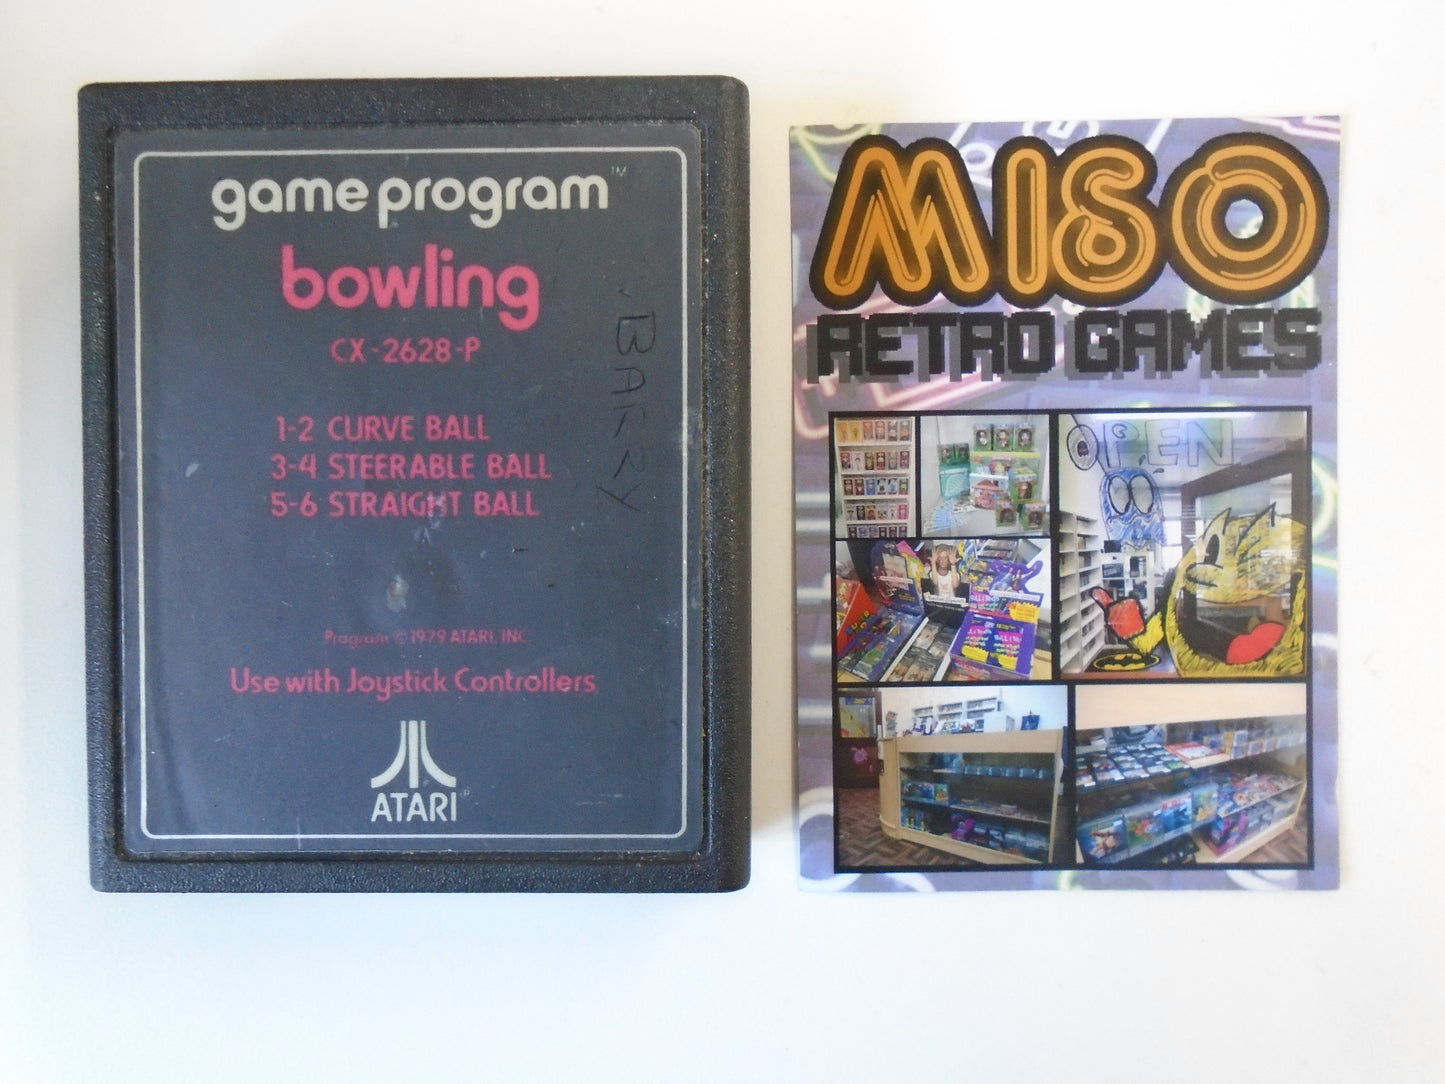 game program™
bowling
CX-2628-P
1-2 CURVE BALL
3-4 STEERABLE BALL
5-6 STRAIGHT BALL
Program © 1979 ATARI, INC.
Use with Joystick Controllers
ATARI®
BARRY
MISO
RETRO GAMES
OPEN